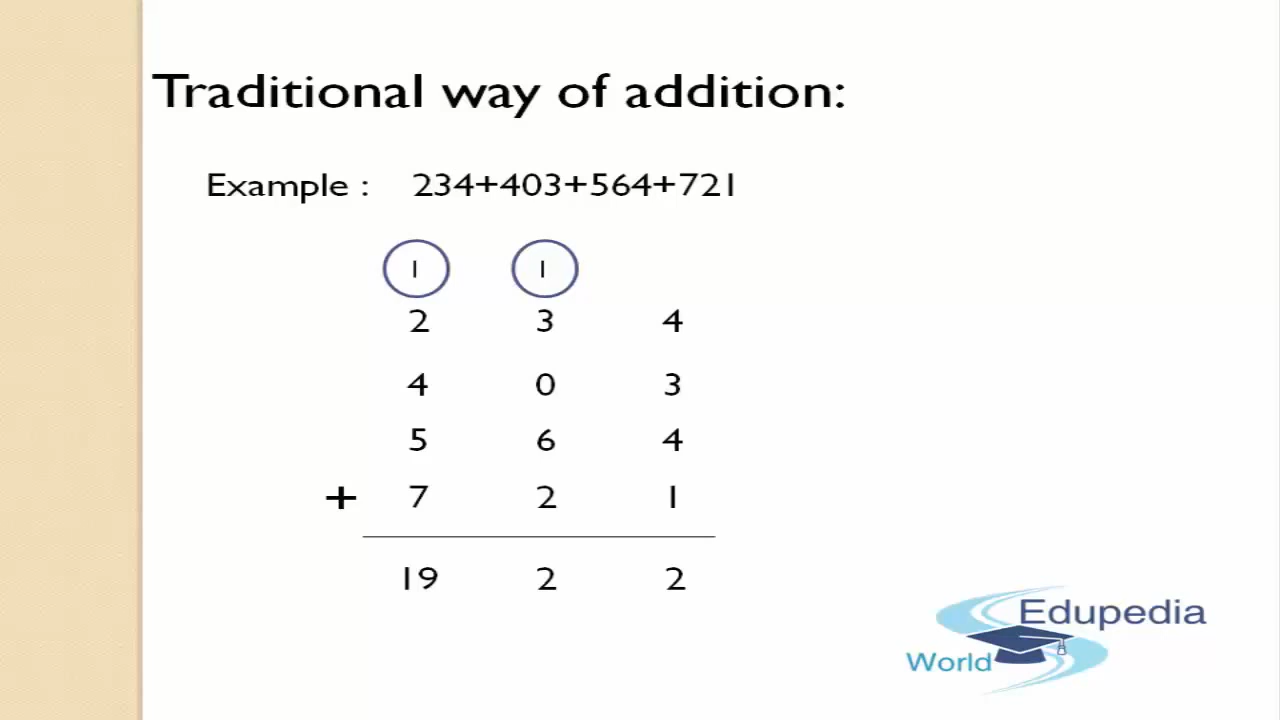 Traditional way of addition:
Example : 234+403+564+721
1 1
2 3 4
4 0 3
5 6 4
+ 7 2 1
19 2 2
Edupedia
World